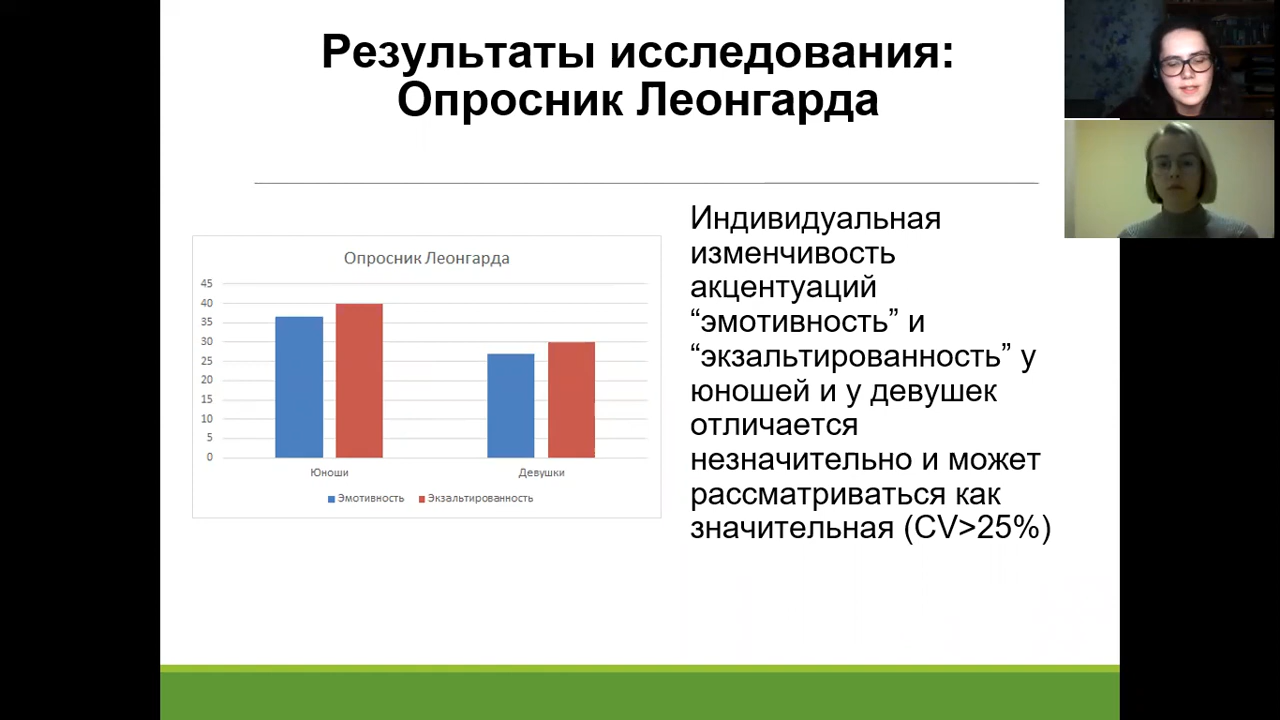 Результаты исследования:
Опросник Леонгарда
Опросник Леонгарда
45
40
35
30
25
20
15
10
5
0
Юноши
Девушки
Эмотивность
Экзальтированность
Индивидуальная
изменчивость
акцентуаций
“эмотивность” и
“экзальтированность” у
юношей и у девушек
отличается
незначительно и может
рассматриваться как
значительная (CV>25%)